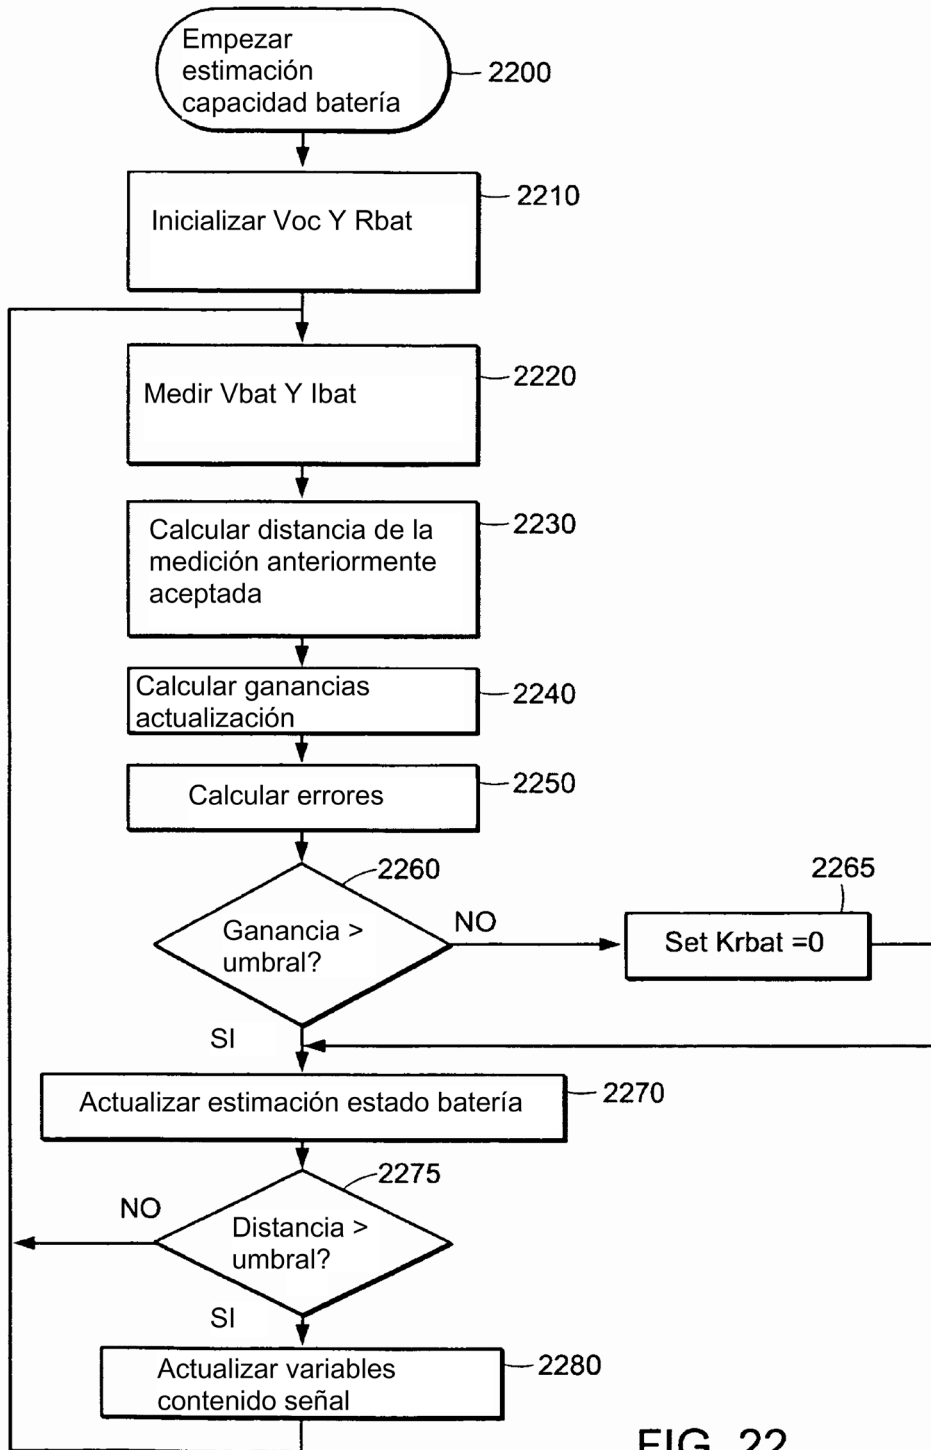 Empezar
estimación
capacidad batería
2200
2210
Inicializar Voc Y Rbat
2220
Medir Vbat Y Ibat
2230
Calcular distancia de la
medición anteriormente
aceptada
2240
Calcular ganancias
actualización
2250
Calcular errores
2260
Ganancia >
umbral?
NO
2265
Set Krbat =0
SI
2270
Actualizar estimación estado batería
2275
NO
Distancia >
umbral?
SI
2280
Actualizar variables
contenido señal
FIG. 22